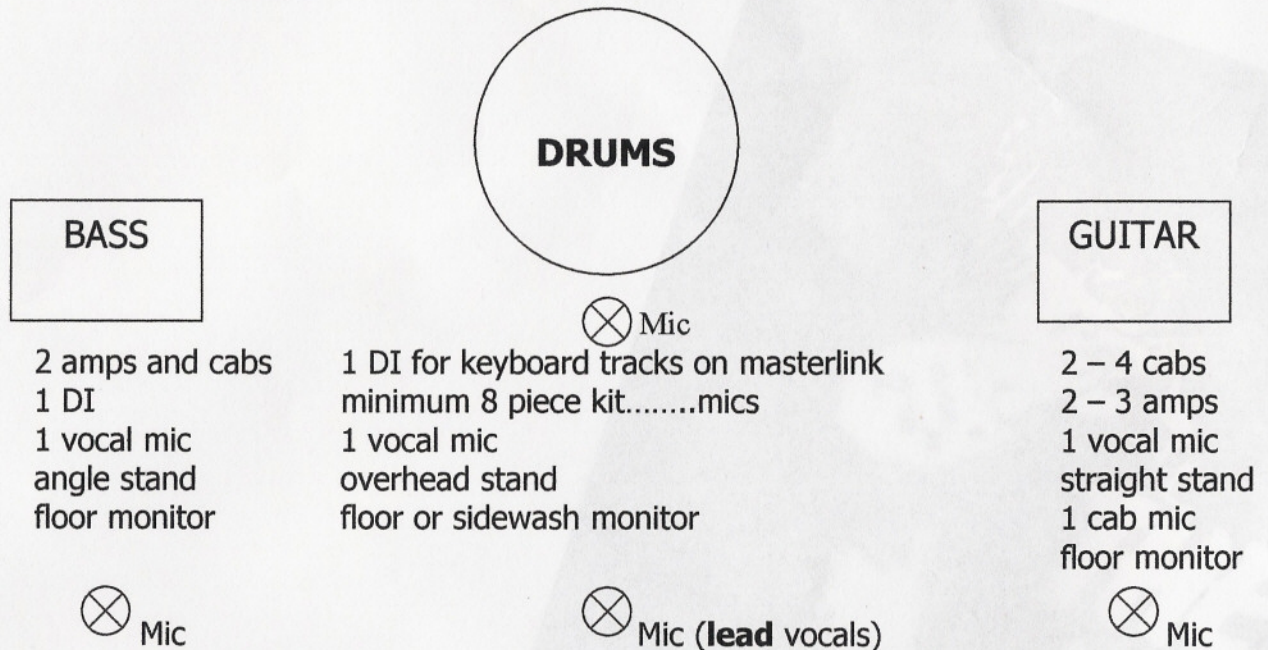 DRUMS
BASS
GUITAR
Mic
2 amps and cabs
1 DI
1 vocal mic
angle stand
floor monitor
1 DI for keyboard tracks on masterlink
minimum 8 piece kit........mics
1 vocal mic
overhead stand
floor or sidewash monitor
2 – 4 cabs
2 – 3 amps
1 vocal mic
straight stand
1 cab mic
floor monitor
Mic
Mic (lead vocals)
Mic